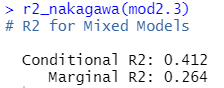 > r2_nakagawa(mod2.3)
# R2 for Mixed Models
Conditional R2: 0.412
Marginal R2: 0.264